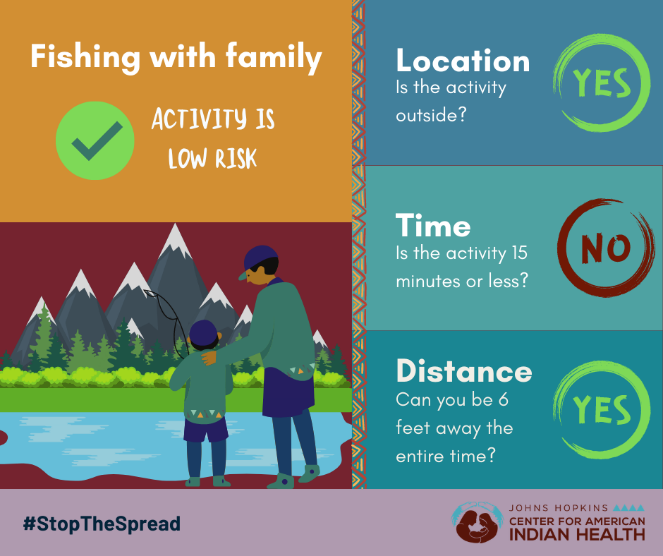 Fishing with family
ACTIVITY IS
LOW RISK
Location
Is the activity
outside?
YES
Time
Is the activity 15
minutes or less?
NO
Distance
Can you be 6
feet away the
entire time?
YES
#StopTheSpread
JOHNS HOPKINS
CENTER FOR AMERICAN
INDIAN HEALTH